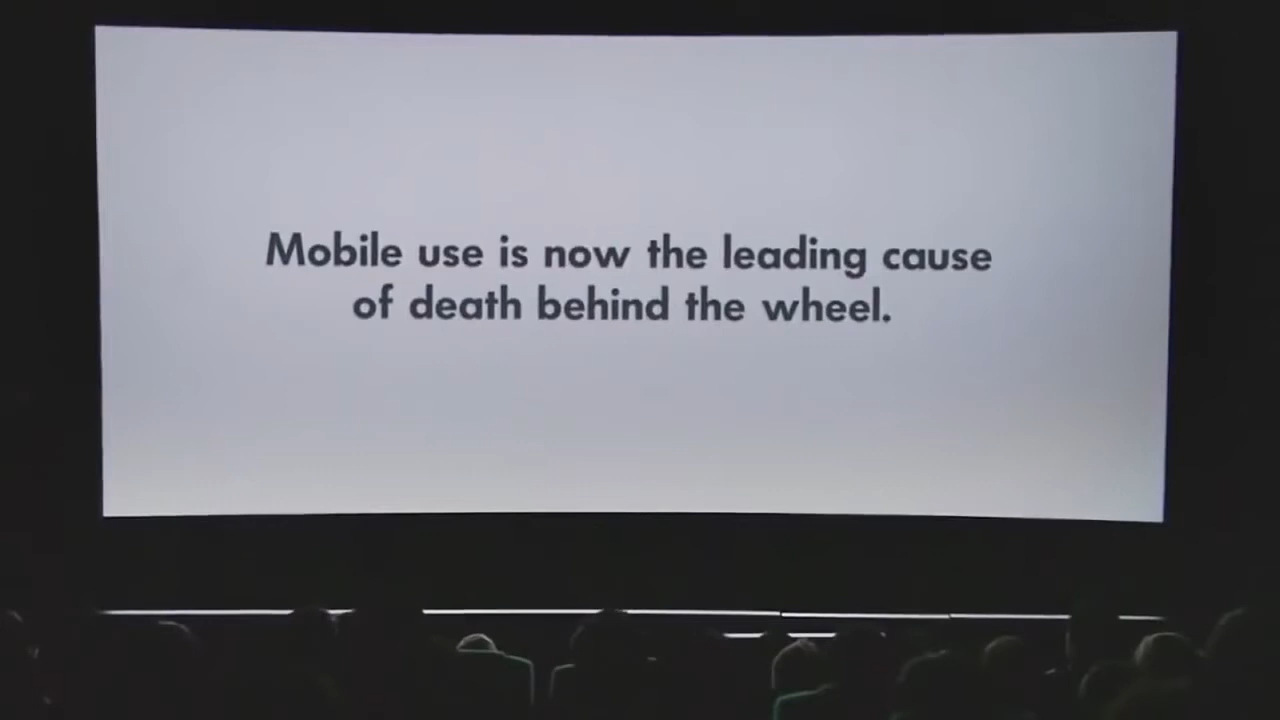 Mobile use is now the leading cause
of death behind the wheel.